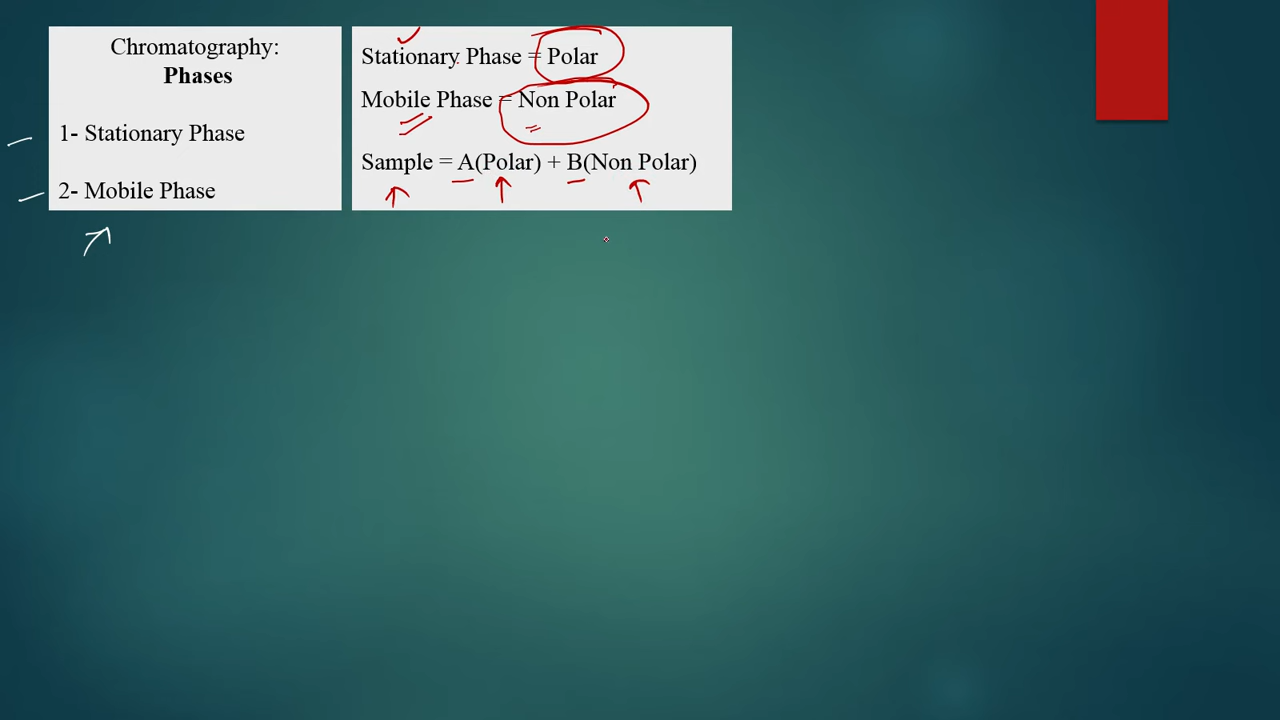 Chromatography:
Phases
1- Stationary Phase
2- Mobile Phase
Stationary Phase = Polar
Mobile Phase = Non Polar
Sample = A(Polar) + B(Non Polar)